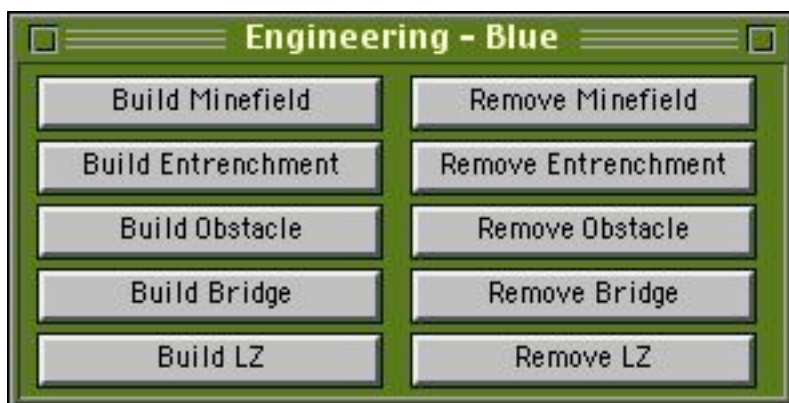 Engineering - Blue
Build Minefield Remove Minefield
Build Entrenchment Remove Entrenchment
Build Obstacle Remove Obstacle
Build Bridge Remove Bridge
Build LZ Remove LZ